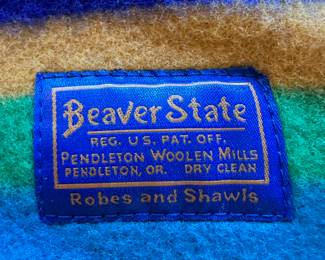 Beaver State
REG. U.S. PAT. OFF.
PENDLETON WOOLEN MILLS
PENDLETON, OR. DRY CLEAN
Robes and Shawls